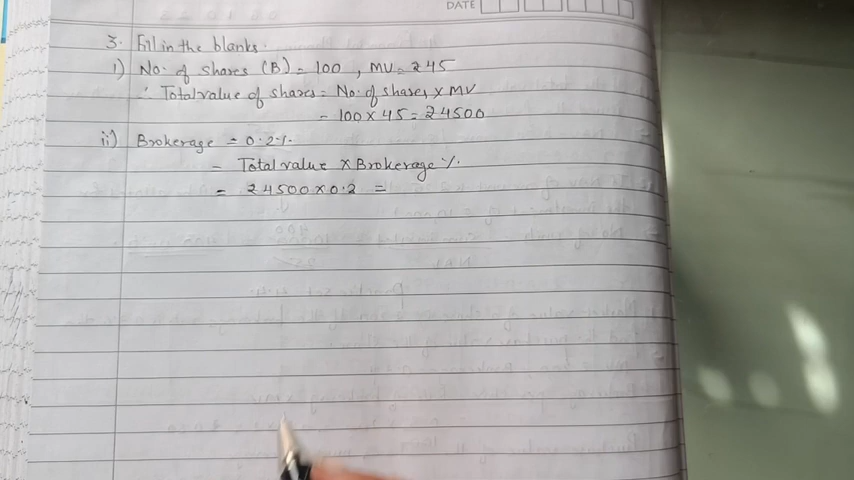 DATE
3. Fill in the blanks.
i) No. of shares (B) = 100 , MV = 245
∴ Total value of shares = No. of shares x MV
= 100 x 45 = 24500
ii) Brokerage = 0.2%.
= Total value x Brokerage %.
= 24500 x 0.2 =